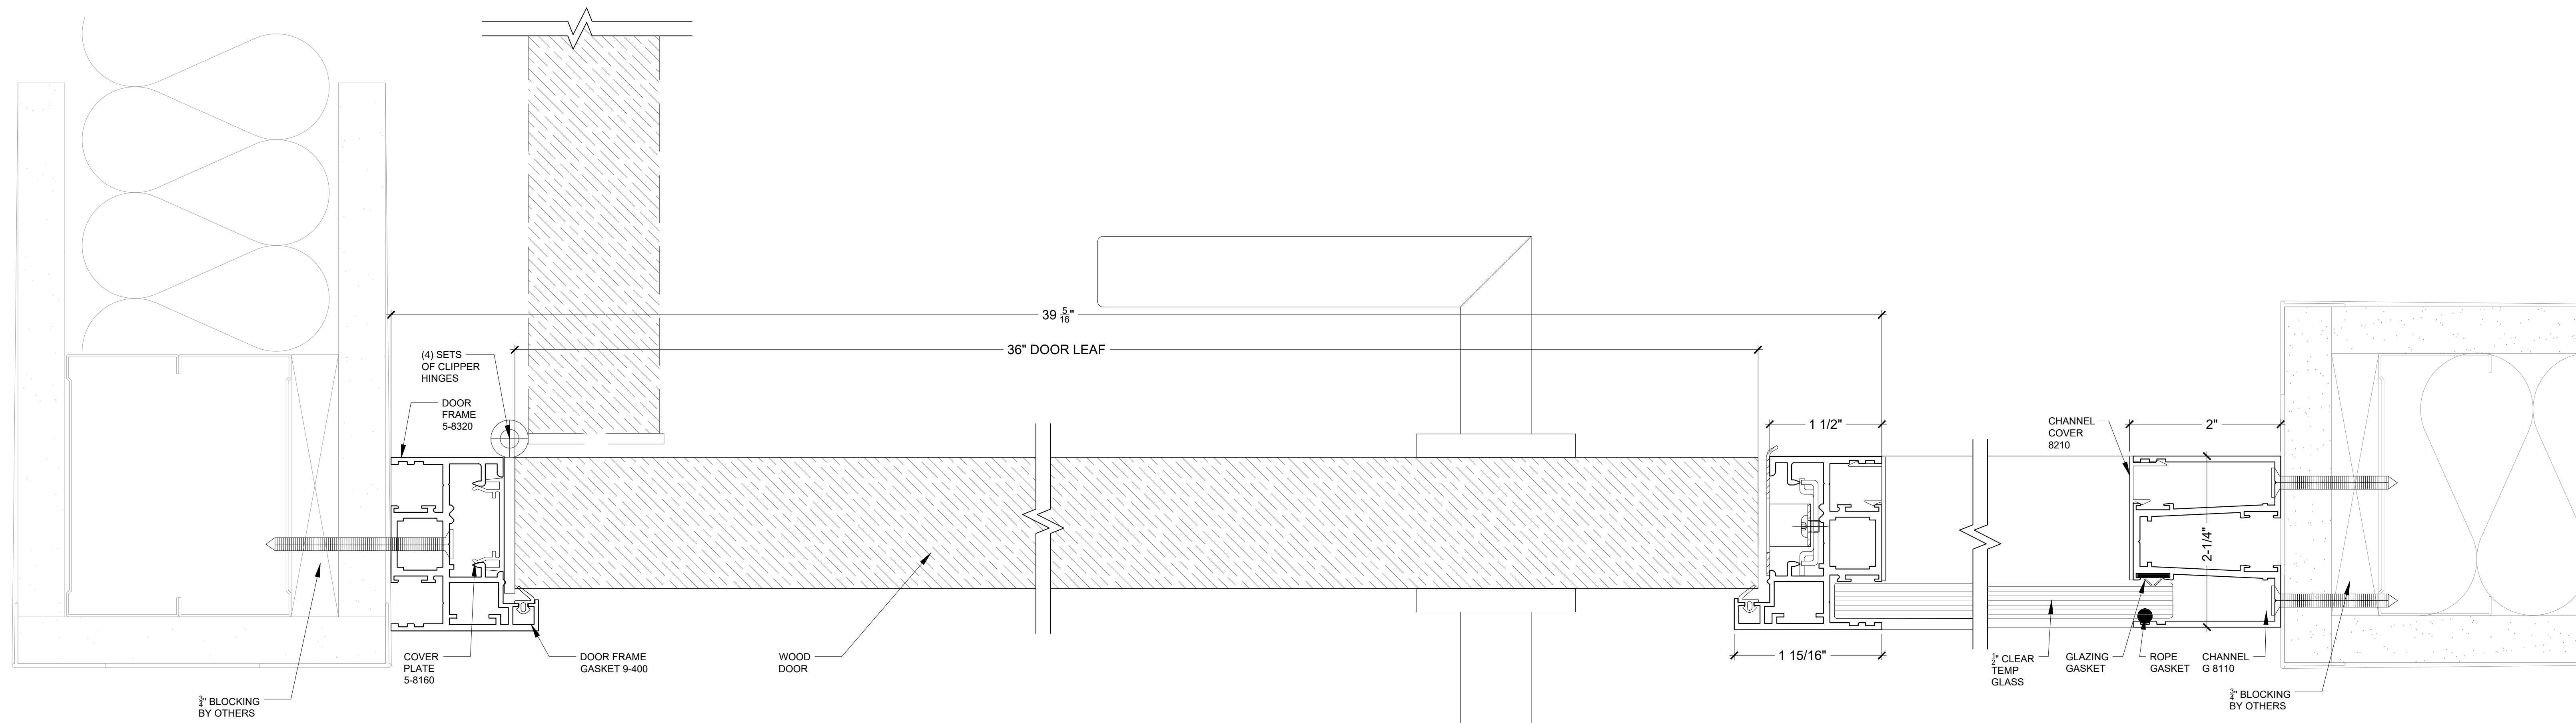 39 5/16"
36" DOOR LEAF
(4) SETS
OF CLIPPER
HINGES
DOOR
FRAME
5-8320
1 1/2"
CHANNEL
COVER
8210
2"
2-1/4"
COVER
PLATE
5-8160
DOOR FRAME
GASKET 9-400
WOOD
DOOR
1 15/16"
1/2" CLEAR
TEMP
GLASS
GLAZING
GASKET
ROPE
GASKET
CHANNEL
G 8110
3/4" BLOCKING
BY OTHERS
3/4" BLOCKING
BY OTHERS